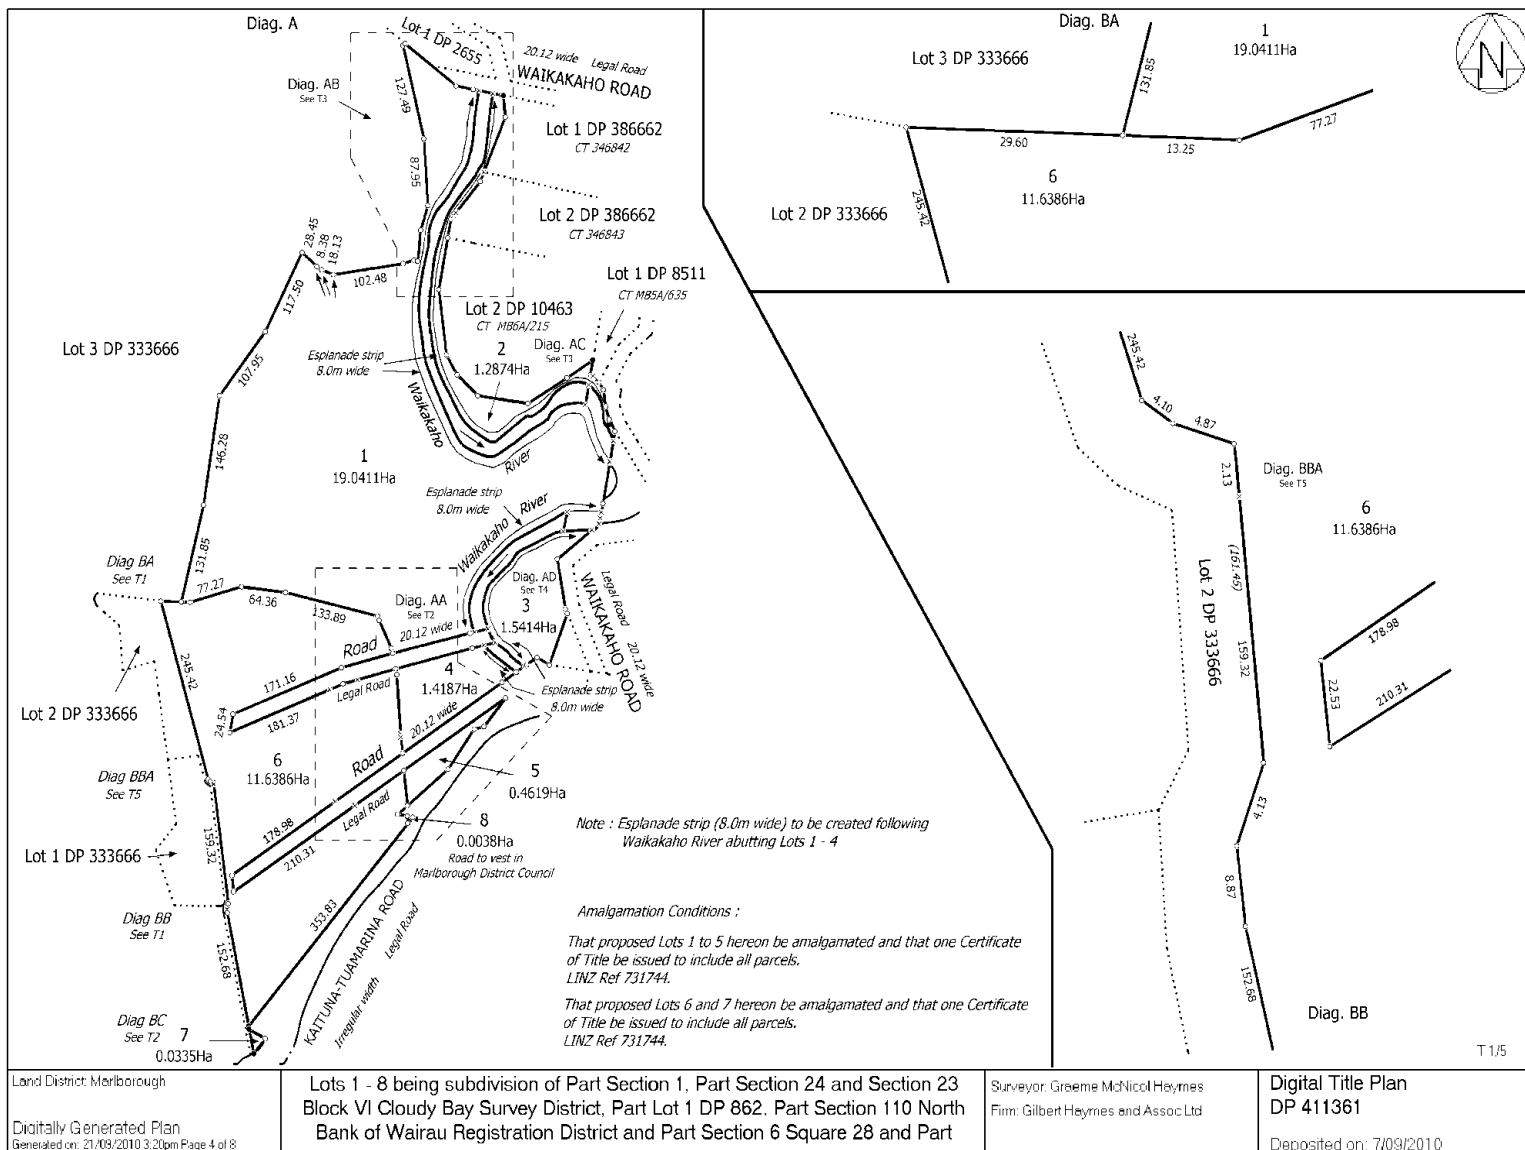 Diag. A
Lot 1 DP 2655
20.12 wide Legal Road
WAIKAKAHO ROAD
Diag. AB
See T3
127.49
Lot 1 DP 386662
CT 346842
87.95
Lot 2 DP 386662
CT 346843
28.45
8.38
18.13
102.48
117.50
Lot 1 DP 8511
CT MB5A/635
Lot 2 DP 10463
CT MB6A/215
2
1.2874Ha
Diag. AC
See T3
Esplanade strip
8.0m wide
Lot 3 DP 333666
107.95
Waikakaho
River
146.28
1
19.0411Ha
Esplanade strip
8.0m wide
Waikakaho River
131.85
Diag BA
See T1
77.27
64.36
133.89
Diag. AA
See T2
20.12 wide
Road
Diag. AD
See T4
3
1.5414Ha
Legal Road 20.12 wide
WAIKAKAHO ROAD
245.42
171.16
Legal Road
4
1.4187Ha
Esplanade strip
8.0m wide
24.54
181.37
Lot 2 DP 333666
20.12 wide
Road
6
11.6386Ha
Diag BBA
See T5
5
0.4619Ha
Legal Road
178.98
210.31
8
0.0038Ha
Road to vest in
Marlborough District Council
159.32
Lot 1 DP 333666
Diag BB
See T1
353.83
KAITUNA-TUAMARINA ROAD
Irregular width Legal Road
152.68
Diag BC
See T2
7
0.0335Ha
Note : Esplanade strip (8.0m wide) to be created following
Waikakaho River abutting Lots 1 - 4
Amalgamation Conditions :
That proposed Lots 1 to 5 hereon be amalgamated and that one Certificate
of Title be issued to include all parcels.
LINZ Ref 731744.
That proposed Lots 6 and 7 hereon be amalgamated and that one Certificate
of Title be issued to include all parcels.
LINZ Ref 731744.
Diag. BA
Lot 3 DP 333666
1
19.0411Ha
N
131.85
77.27
29.60
13.25
6
11.6386Ha
Lot 2 DP 333666
245.42
245.42
4.10
4.87
2.13
Diag. BBA
See T5
6
11.6386Ha
(161.45)
Lot 2 DP 333666
159.32
178.98
22.53
210.31
4.13
8.87
152.68
Diag. BB
T 1/5
Land District: Marlborough
Digitally Generated Plan
Generated on: 21/09/2010 3:20pm Page 4 of 8
Lots 1 - 8 being subdivision of Part Section 1, Part Section 24 and Section 23
Block VI Cloudy Bay Survey District, Part Lot 1 DP 862, Part Section 110 North
Bank of Wairau Registration District and Part Section 6 Square 28 and Part
Surveyor: Graeme McNicol Haymes
Firm: Gilbert Haymes and Assoc Ltd
Digital Title Plan
DP 411361
Deposited on: 7/09/2010